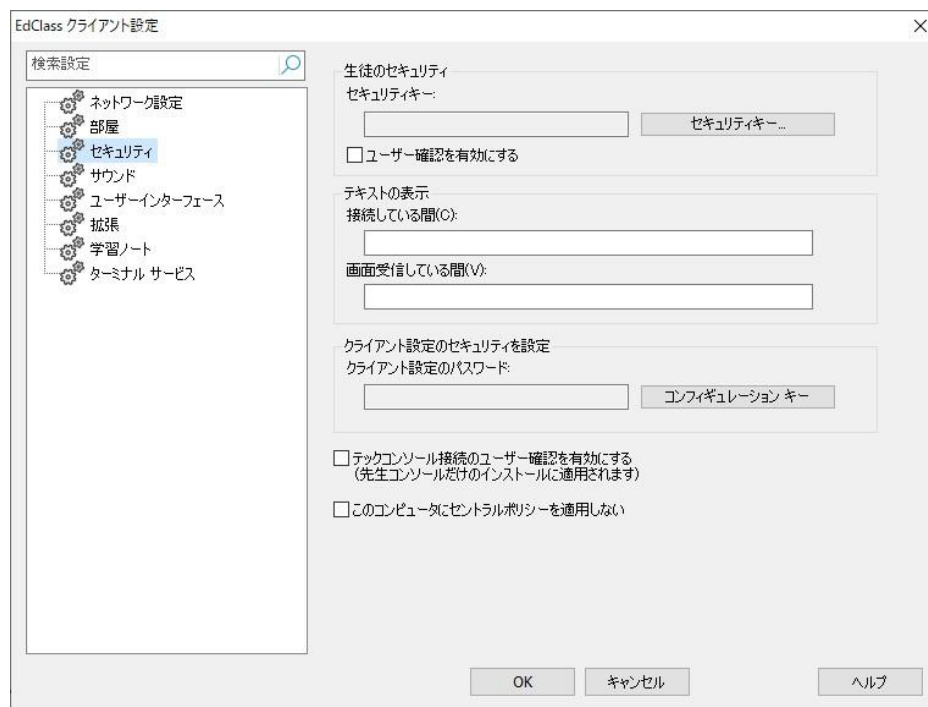 EdClass クライアント設定
検索設定
ネットワーク設定
部屋
セキュリティ
サウンド
ユーザーインターフェース
拡張
学習ノート
ターミナル サービス
生徒のセキュリティ
セキュリティキー:
セキュリティキー...
ユーザー確認を有効にする
テキストの表示
接続している間(C):
画面受信している間(V):
クライアント設定のセキュリティを設定
クライアント設定のパスワード:
コンフィギュレーション キー
テックコンソール接続のユーザー確認を有効にする
(先生コンソールだけのインストールに適用されます)
このコンピュータにセントラルポリシーを適用しない
OK
キャンセル
ヘルプ